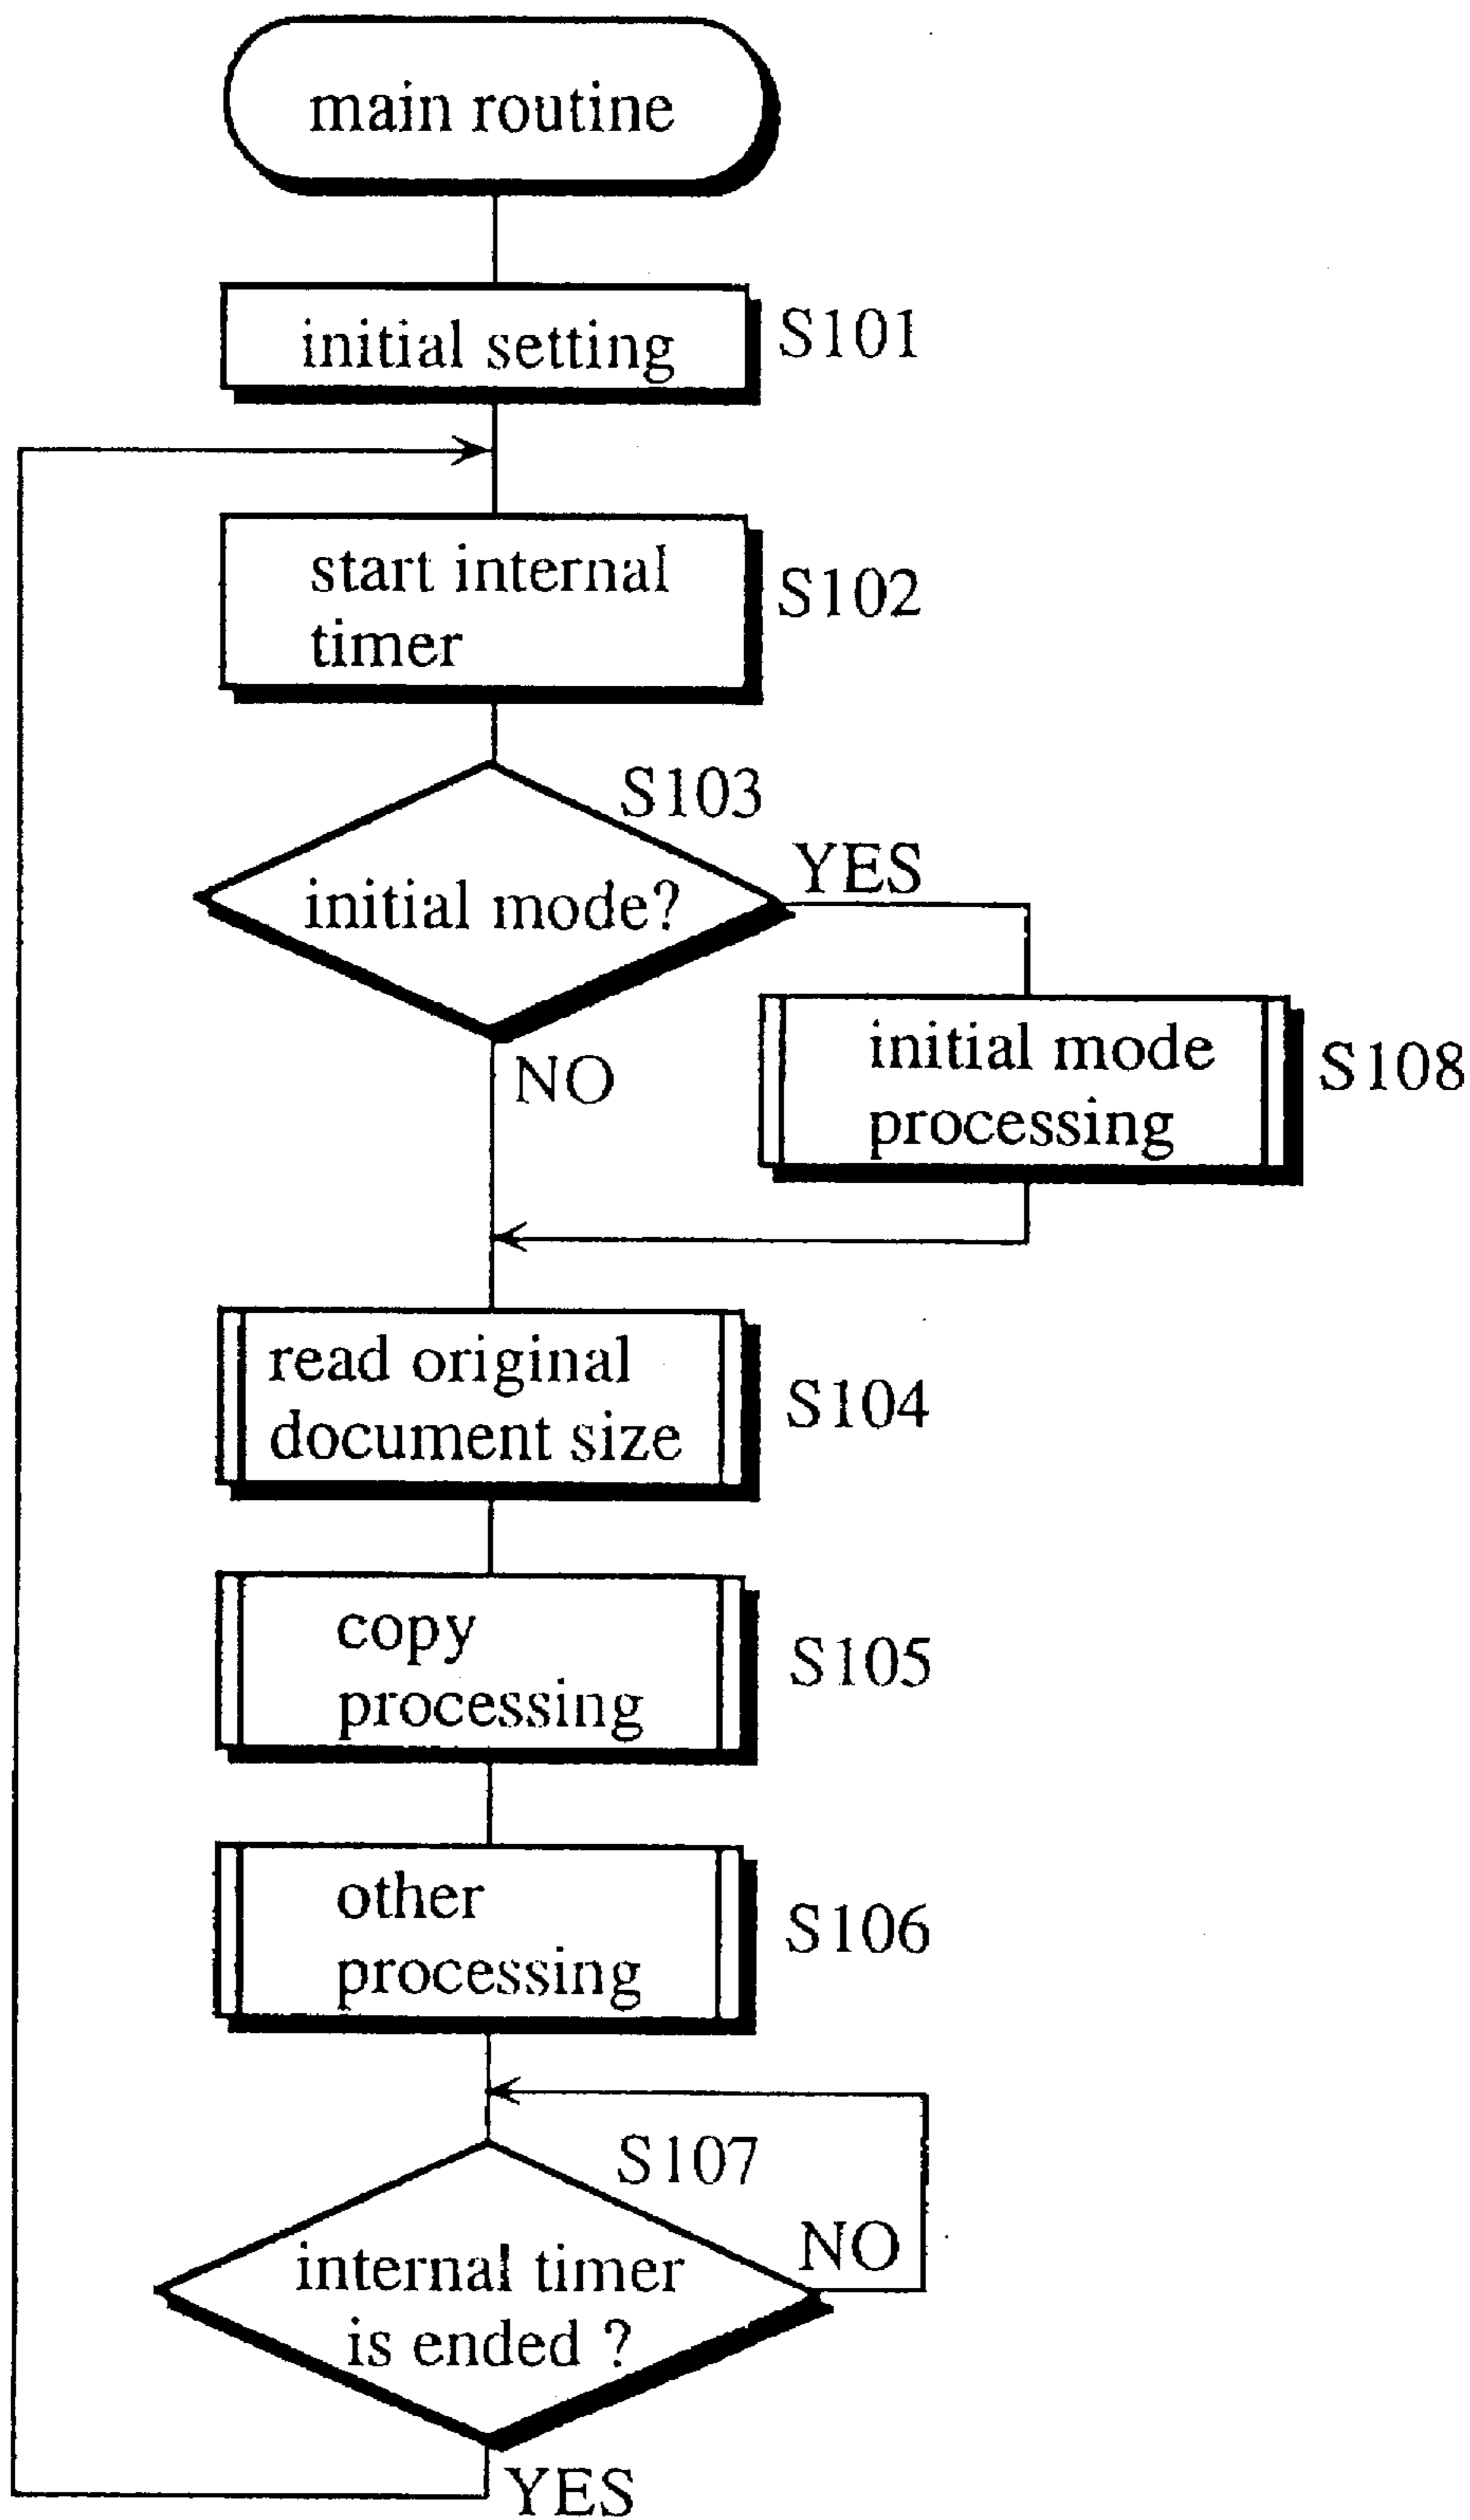 main routine
initial setting
S101
start internal
timer
S102
S103
initial mode?
YES
NO
initial mode
processing
S108
read original
document size
S104
copy
processing
S105
other
processing
S106
S107
internal timer
is ended ?
NO
YES